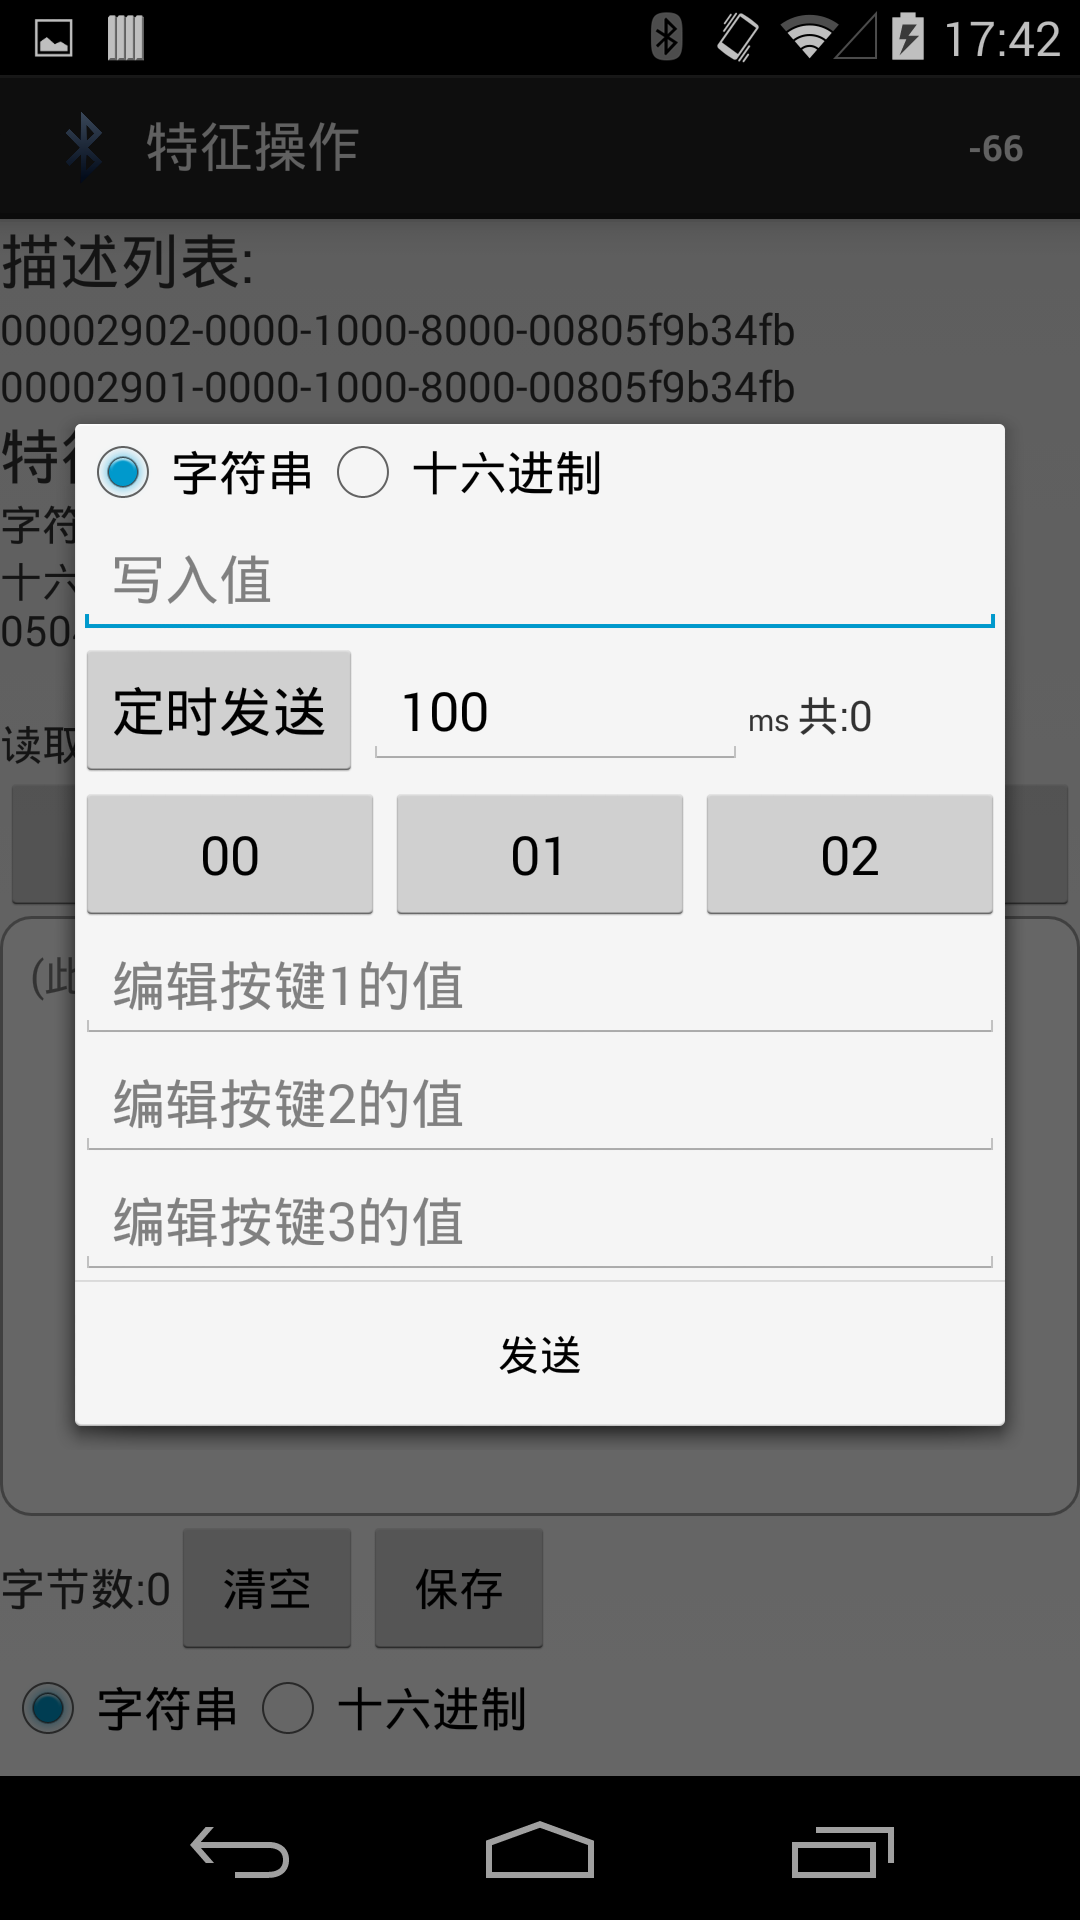 17:42
特征操作
-66
描述列表:
00002902-0000-1000-8000-00805f9b34fb
00002901-0000-1000-8000-00805f9b34fb
特
字符
十六
050
读取
(此
字符串 十六进制
写入值
定时发送 100 ms 共:0
00 01 02
编辑按键1的值
编辑按键2的值
编辑按键3的值
发送
字节数:0 清空 保存
字符串 十六进制